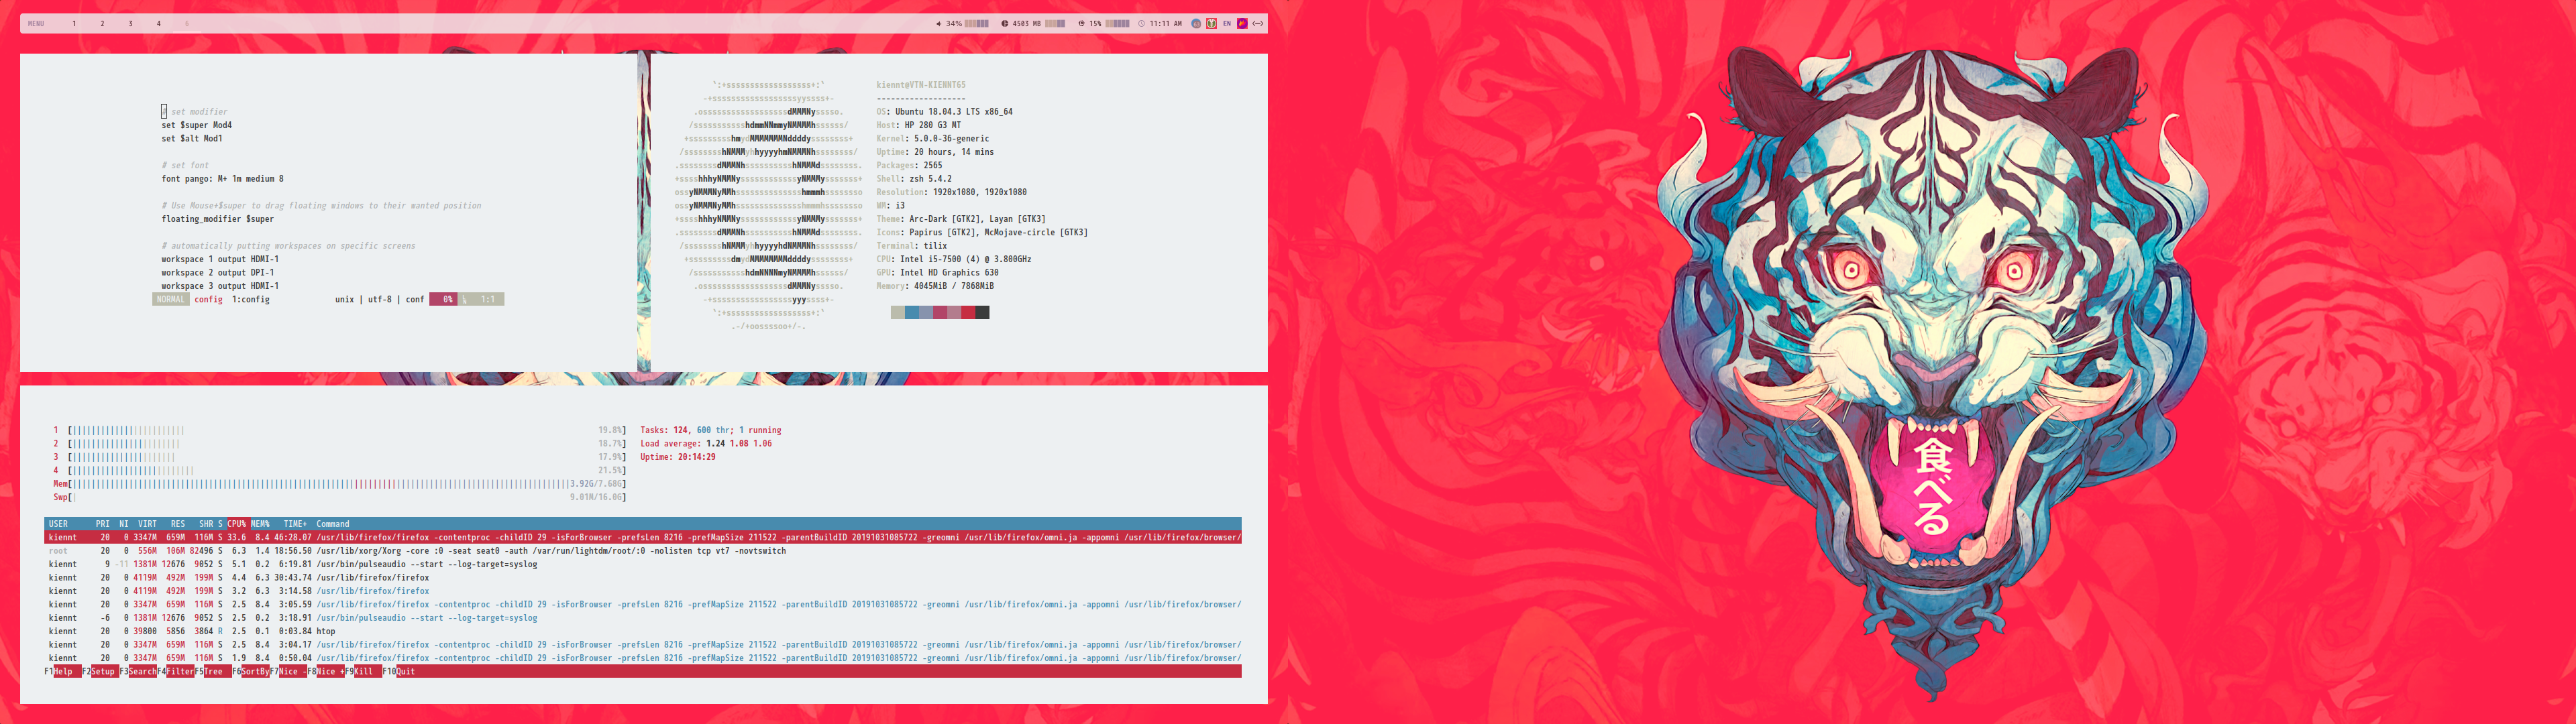 MENU 1 2 3 4 6 34% 4503 MB 15% 11:11 AM EN
# set modifier
set $super Mod4
set $alt Mod1
# set font
font pango: M+ 1m medium 8
# Use Mouse+$super to drag floating windows to their wanted position
floating_modifier $super
# automatically putting workspaces on specific screens
workspace 1 output HDMI-1
workspace 2 output DPI-1
workspace 3 output HDMI-1
NORMAL config 1:config unix | utf-8 | conf 0% 1:1
kiennt@VTN-KIENNT65
-------------------
OS: Ubuntu 18.04.3 LTS x86_64
Host: HP 280 G3 MT
Kernel: 5.0.0-36-generic
Uptime: 20 hours, 14 mins
Packages: 2565
Shell: zsh 5.4.2
Resolution: 1920x1080, 1920x1080
WM: i3
Theme: Arc-Dark [GTK2], Layan [GTK3]
Icons: Papirus [GTK2], McMojave-circle [GTK3]
Terminal: tilix
CPU: Intel i5-7500 (4) @ 3.800GHz
GPU: Intel HD Graphics 630
Memory: 4045MiB / 7868MiB
1 [ 19.8%] Tasks: 124, 600 thr; 1 running
2 [ 18.7%] Load average: 1.24 1.08 1.06
3 [ 17.9%] Uptime: 20:14:29
4 [ 21.5%]
Mem[ 3.92G/7.68G]
Swp[ 9.01M/16.0G]
USER PRI NI VIRT RES SHR S CPU% MEM% TIME+ Command
kiennt 20 0 3347M 659M 116M S 33.6 8.4 46:28.07 /usr/lib/firefox/firefox -contentproc -childID 29 -isForBrowser -prefsLen 8216 -prefMapSize 211522 -parentBuildID 20191031085722 -greomni /usr/lib/firefox/omni.ja -appomni /usr/lib/firefox/browser/
root 20 0 556M 106M 82496 S 6.3 1.4 18:56.50 /usr/lib/xorg/Xorg -core :0 -seat seat0 -auth /var/run/lightdm/root/:0 -nolisten tcp vt7 -novtswitch
kiennt 9 -11 1381M 12676 9052 S 5.1 0.2 6:19.81 /usr/bin/pulseaudio --start --log-target=syslog
kiennt 20 0 4119M 492M 199M S 4.4 6.3 30:43.74 /usr/lib/firefox/firefox
kiennt 20 0 4119M 492M 199M S 3.2 6.3 3:14.58 /usr/lib/firefox/firefox
kiennt 20 0 3347M 659M 116M S 2.5 8.4 3:05.59 /usr/lib/firefox/firefox -contentproc -childID 29 -isForBrowser -prefsLen 8216 -prefMapSize 211522 -parentBuildID 20191031085722 -greomni /usr/lib/firefox/omni.ja -appomni /usr/lib/firefox/browser/
kiennt -6 0 1381M 12676 9052 S 2.5 0.2 3:18.91 /usr/bin/pulseaudio --start --log-target=syslog
kiennt 20 0 39800 5856 3864 R 2.5 0.1 0:03.84 htop
kiennt 20 0 3347M 659M 116M S 2.5 8.4 3:04.17 /usr/lib/firefox/firefox -contentproc -childID 29 -isForBrowser -prefsLen 8216 -prefMapSize 211522 -parentBuildID 20191031085722 -greomni /usr/lib/firefox/omni.ja -appomni /usr/lib/firefox/browser/
kiennt 20 0 3347M 659M 116M S 1.9 8.4 0:50.04 /usr/lib/firefox/firefox -contentproc -childID 29 -isForBrowser -prefsLen 8216 -prefMapSize 211522 -parentBuildID 20191031085722 -greomni /usr/lib/firefox/omni.ja -appomni /usr/lib/firefox/browser/
F1Help F2Setup F3SearchF4FilterF5Tree F6SortByF7Nice -F8Nice +F9Kill F10Quit
食べる